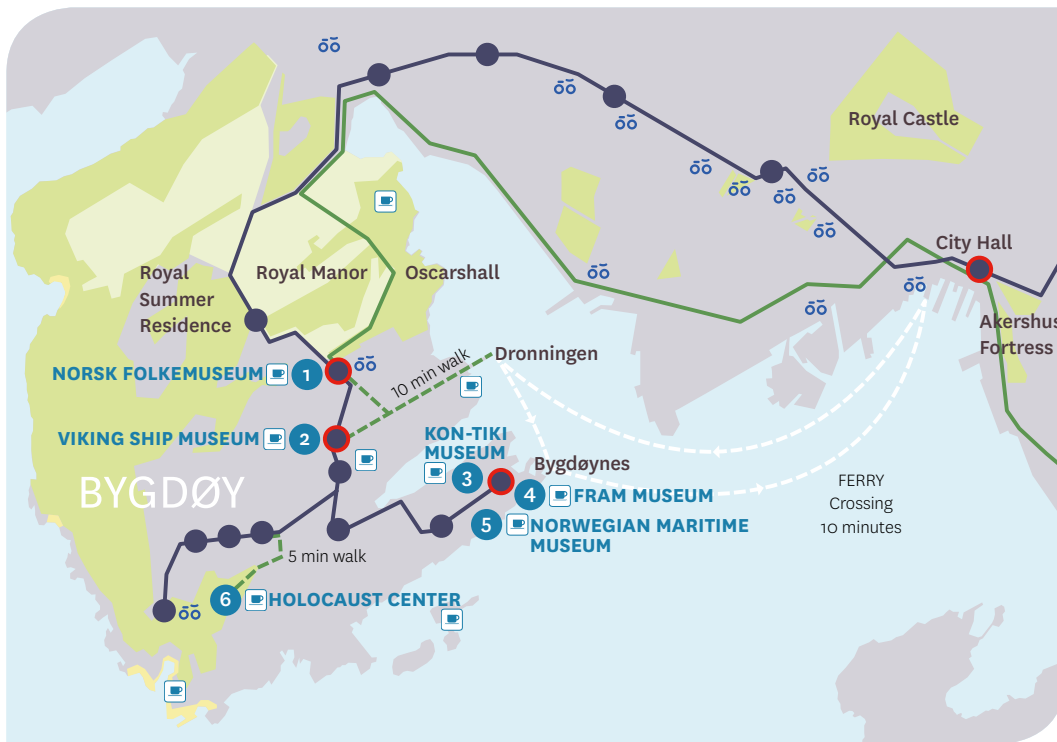 Royal Castle
City Hall
Akershus
Fortress
Royal
Summer
Residence
Royal Manor
Oscarshall
Dronningen
10 min walk
NORSK FOLKEMUSEUM
1
VIKING SHIP MUSEUM
2
BYGDØY
KON-TIKI
MUSEUM
3
Bygdøynes
4
FRAM MUSEUM
5
NORWEGIAN MARITIME
MUSEUM
FERRY
Crossing
10 minutes
5 min walk
6
HOLOCAUST CENTER